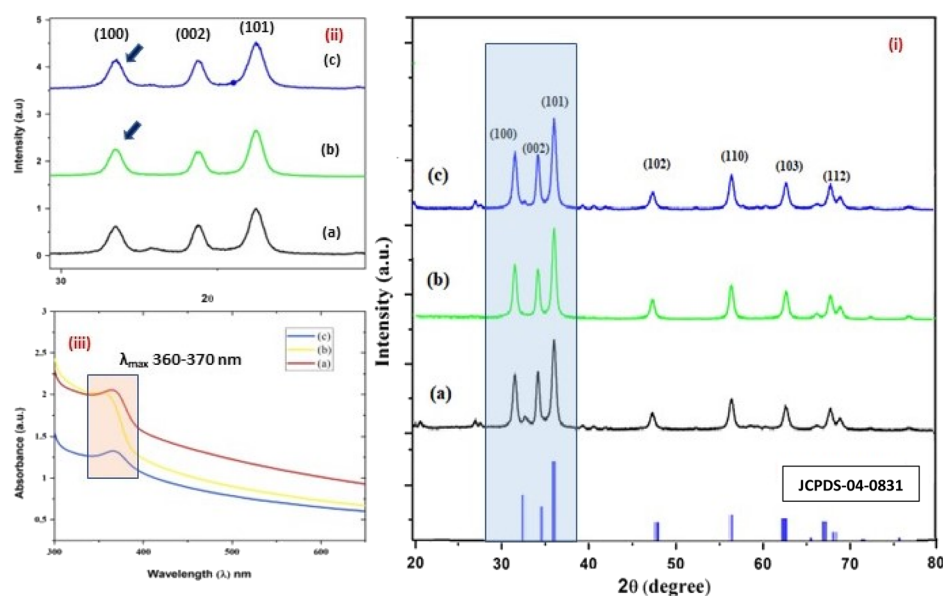 (ii)
(100)
(002)
(101)
(c)
(b)
(a)
Intensity (a.u)
5
4
3
2
1
0
30
2θ
(iii)
λmax 360-370 nm
(c)
(b)
(a)
Absorbance (a.u.)
3
2,5
2
1,5
1
0,5
300
400
500
600
Wavelength (λ) nm
(i)
(100)
(002)
(101)
(102)
(110)
(103)
(112)
(c)
(b)
(a)
JCPDS-04-0831
Intensity (a.u.)
20
30
40
50
60
70
80
2θ (degree)